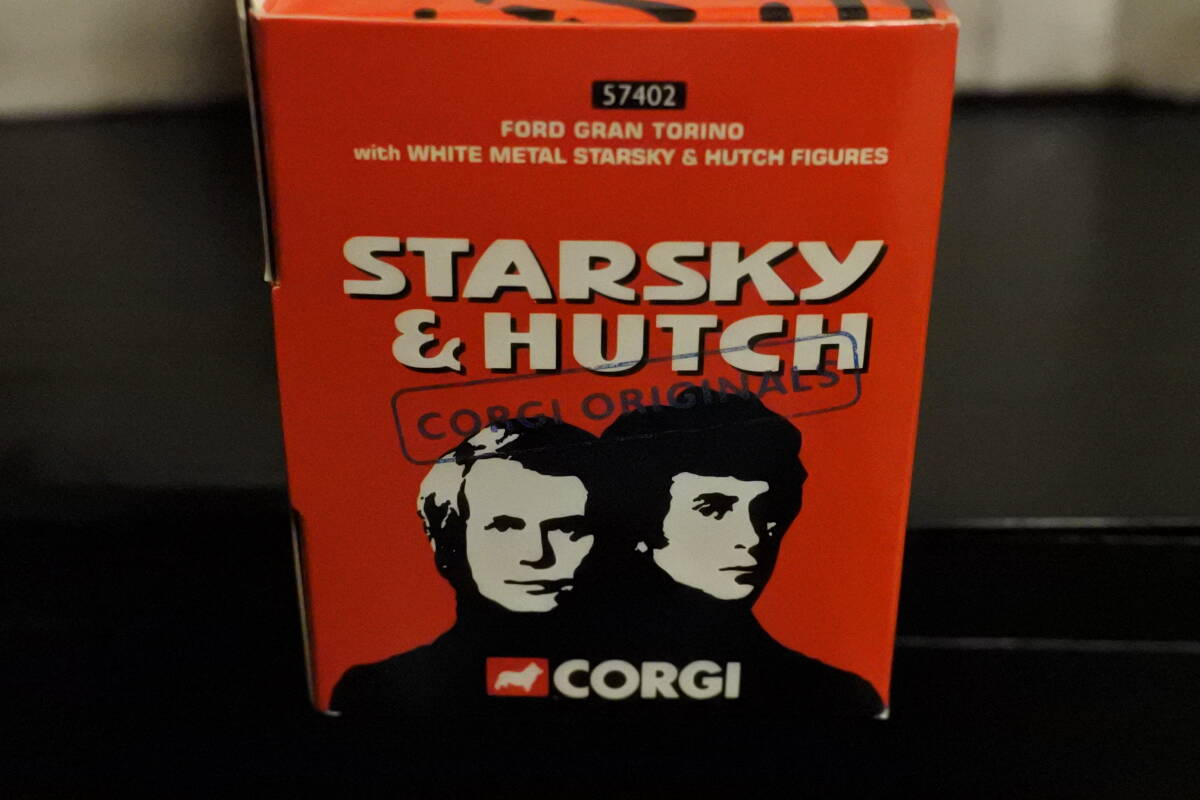 57402
FORD GRAN TORINO
with WHITE METAL STARSKY & HUTCH FIGURES
STARSKY
& HUTCH
CORGI ORIGINALS
CORGI